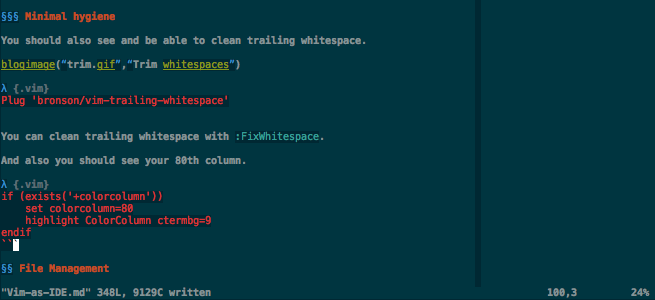 §§§ Minimal hygiene
You should also see and be able to clean trailing whitespace.
blogimage("trim.gif","Trim whitespaces")
λ {.vim}
Plug 'bronson/vim-trailing-whitespace'
You can clean trailing whitespace with :FixWhitespace.
And also you should see your 80th column.
λ {.vim}
if (exists('+colorcolumn'))
    set colorcolumn=80
    highlight ColorColumn ctermbg=9
endif
```
§§ File Management
"Vim-as-IDE.md" 348L, 9129C written 100,3 24%